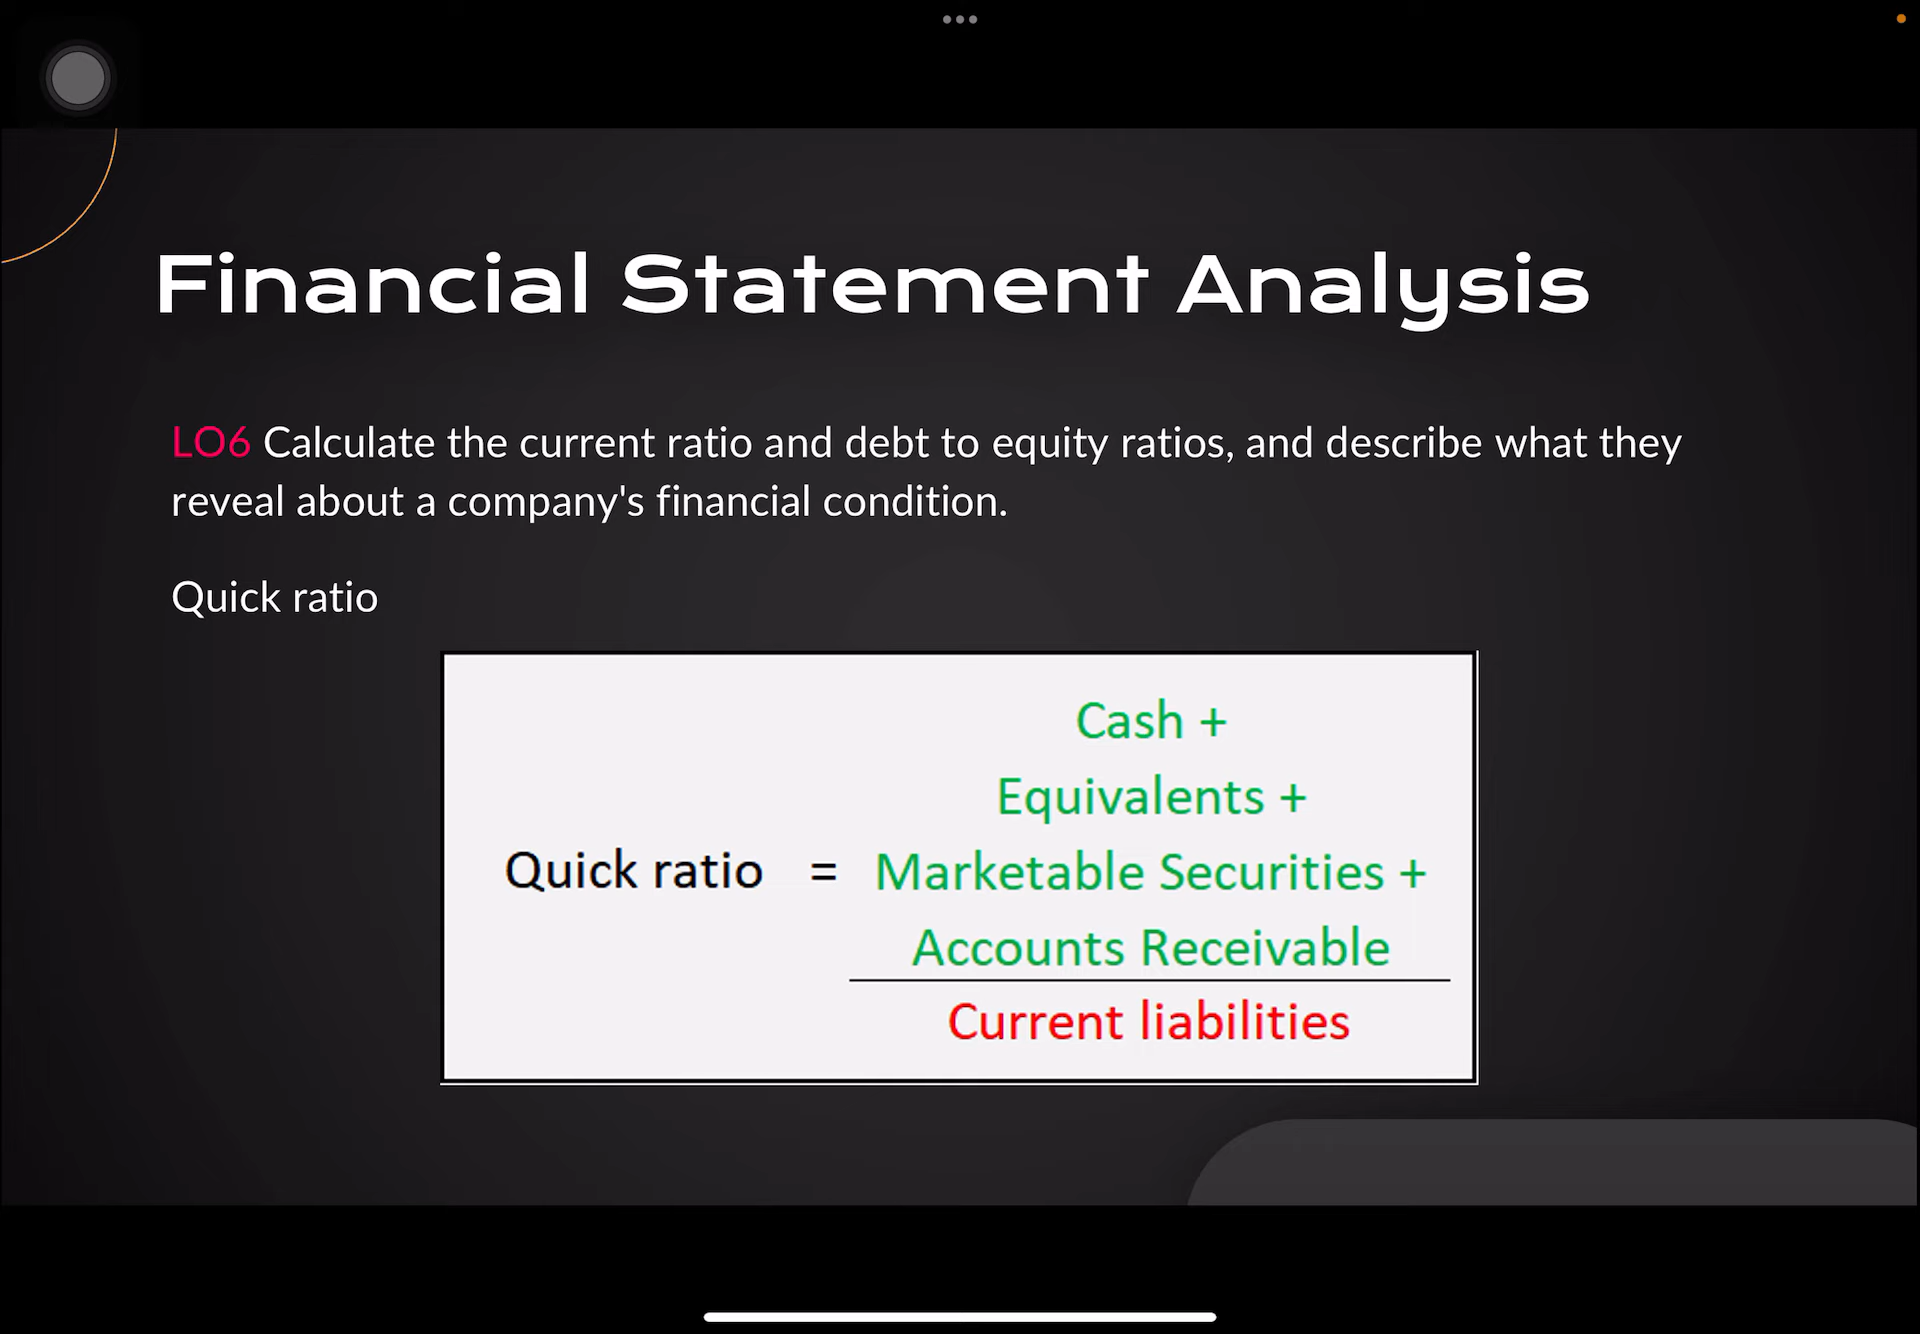 Financial Statement Analysis
LO6 Calculate the current ratio and debt to equity ratios, and describe what they
reveal about a company's financial condition.
Quick ratio
Cash +
Equivalents +
Quick ratio = Marketable Securities +
Accounts Receivable
Current liabilities